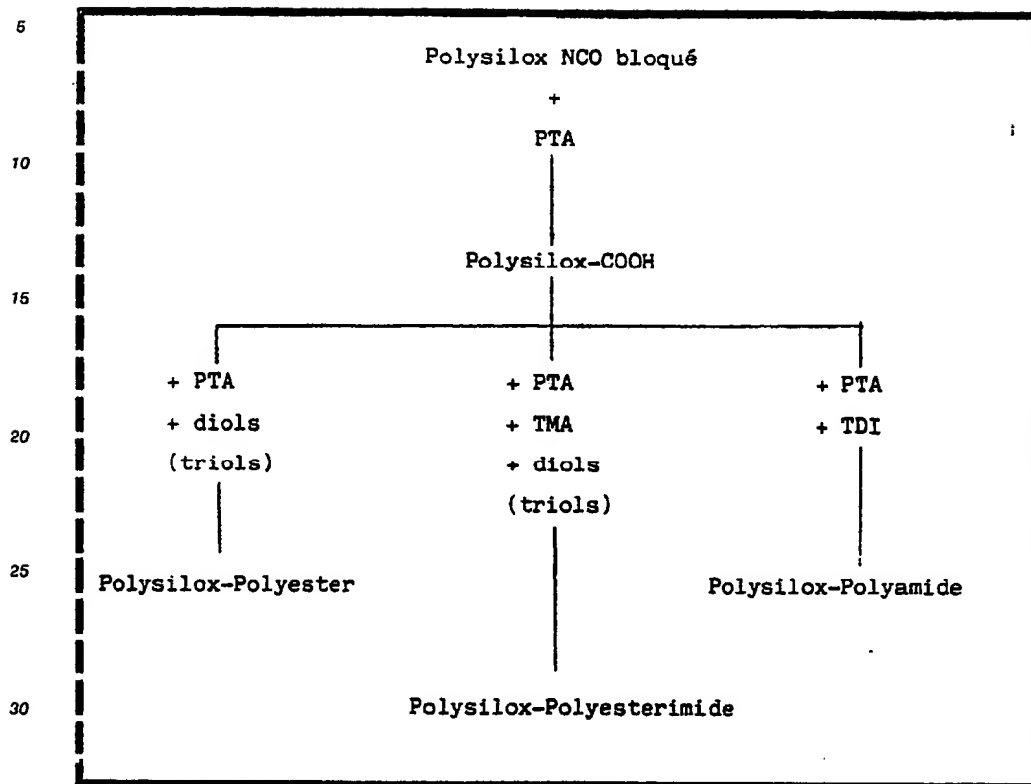 5
Polysilox NCO bloqué
+
PTA
10
Polysilox-COOH
15
+ PTA + PTA + PTA
+ diols + TMA + TDI
20
(triols) + diols
(triols)
25
Polysilox-Polyester Polysilox-Polyamide
30
Polysilox-Polyesterimide